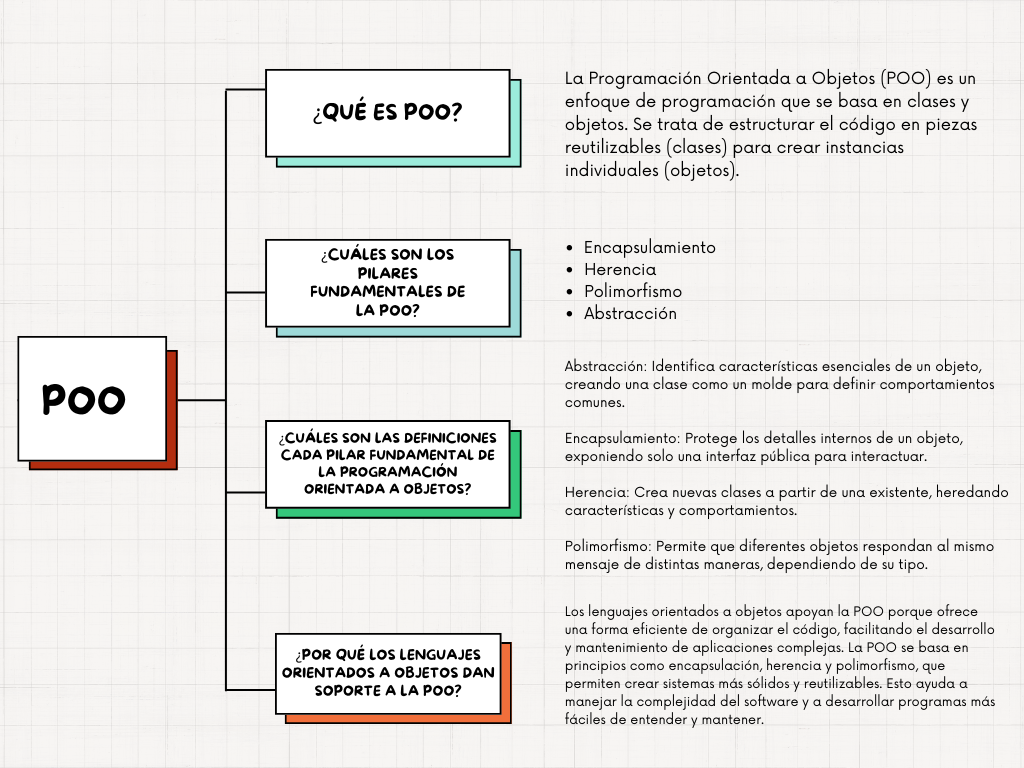 POO
¿QUÉ ES POO?
La Programación Orientada a Objetos (POO) es un
enfoque de programación que se basa en clases y
objetos. Se trata de estructurar el código en piezas
reutilizables (clases) para crear instancias
individuales (objetos).
¿CUÁLES SON LOS
PILARES
FUNDAMENTALES DE
LA POO?
• Encapsulamiento
• Herencia
• Polimorfismo
• Abstracción
¿CUÁLES SON LAS DEFINICIONES
CADA PILAR FUNDAMENTAL DE
LA PROGRAMACIÓN
ORIENTADA A OBJETOS?
Abstracción: Identifica características esenciales de un objeto,
creando una clase como un molde para definir comportamientos
comunes.
Encapsulamiento: Protege los detalles internos de un objeto,
exponiendo solo una interfaz pública para interactuar.
Herencia: Crea nuevas clases a partir de una existente, heredando
características y comportamientos.
Polimorfismo: Permite que diferentes objetos respondan al mismo
mensaje de distintas maneras, dependiendo de su tipo.
¿POR QUÉ LOS LENGUAJES
ORIENTADOS A OBJETOS DAN
SOPORTE A LA POO?
Los lenguajes orientados a objetos apoyan la POO porque ofrece
una forma eficiente de organizar el código, facilitando el desarrollo
y mantenimiento de aplicaciones complejas. La POO se basa en
principios como encapsulación, herencia y polimorfismo, que
permiten crear sistemas más sólidos y reutilizables. Esto ayuda a
manejar la complejidad del software y a desarrollar programas más
fáciles de entender y mantener.